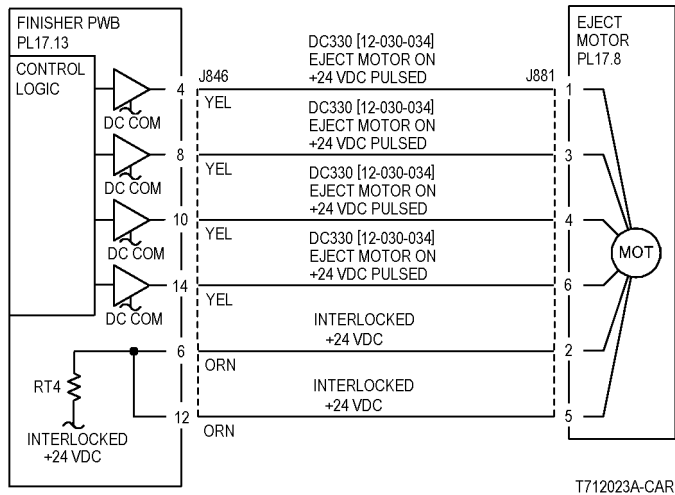 FINISHER PWB
PL17.13
CONTROL
LOGIC
DC COM
DC COM
DC COM
DC COM
RT4
INTERLOCKED
+24 VDC
J846
J881
4
YEL
DC330 [12-030-034]
EJECT MOTOR ON
+24 VDC PULSED
1
8
YEL
DC330 [12-030-034]
EJECT MOTOR ON
+24 VDC PULSED
3
10
YEL
DC330 [12-030-034]
EJECT MOTOR ON
+24 VDC PULSED
4
14
YEL
DC330 [12-030-034]
EJECT MOTOR ON
+24 VDC PULSED
6
6
ORN
INTERLOCKED
+24 VDC
2
12
ORN
INTERLOCKED
+24 VDC
5
EJECT
MOTOR
PL17.8
MOT
T712023A-CAR